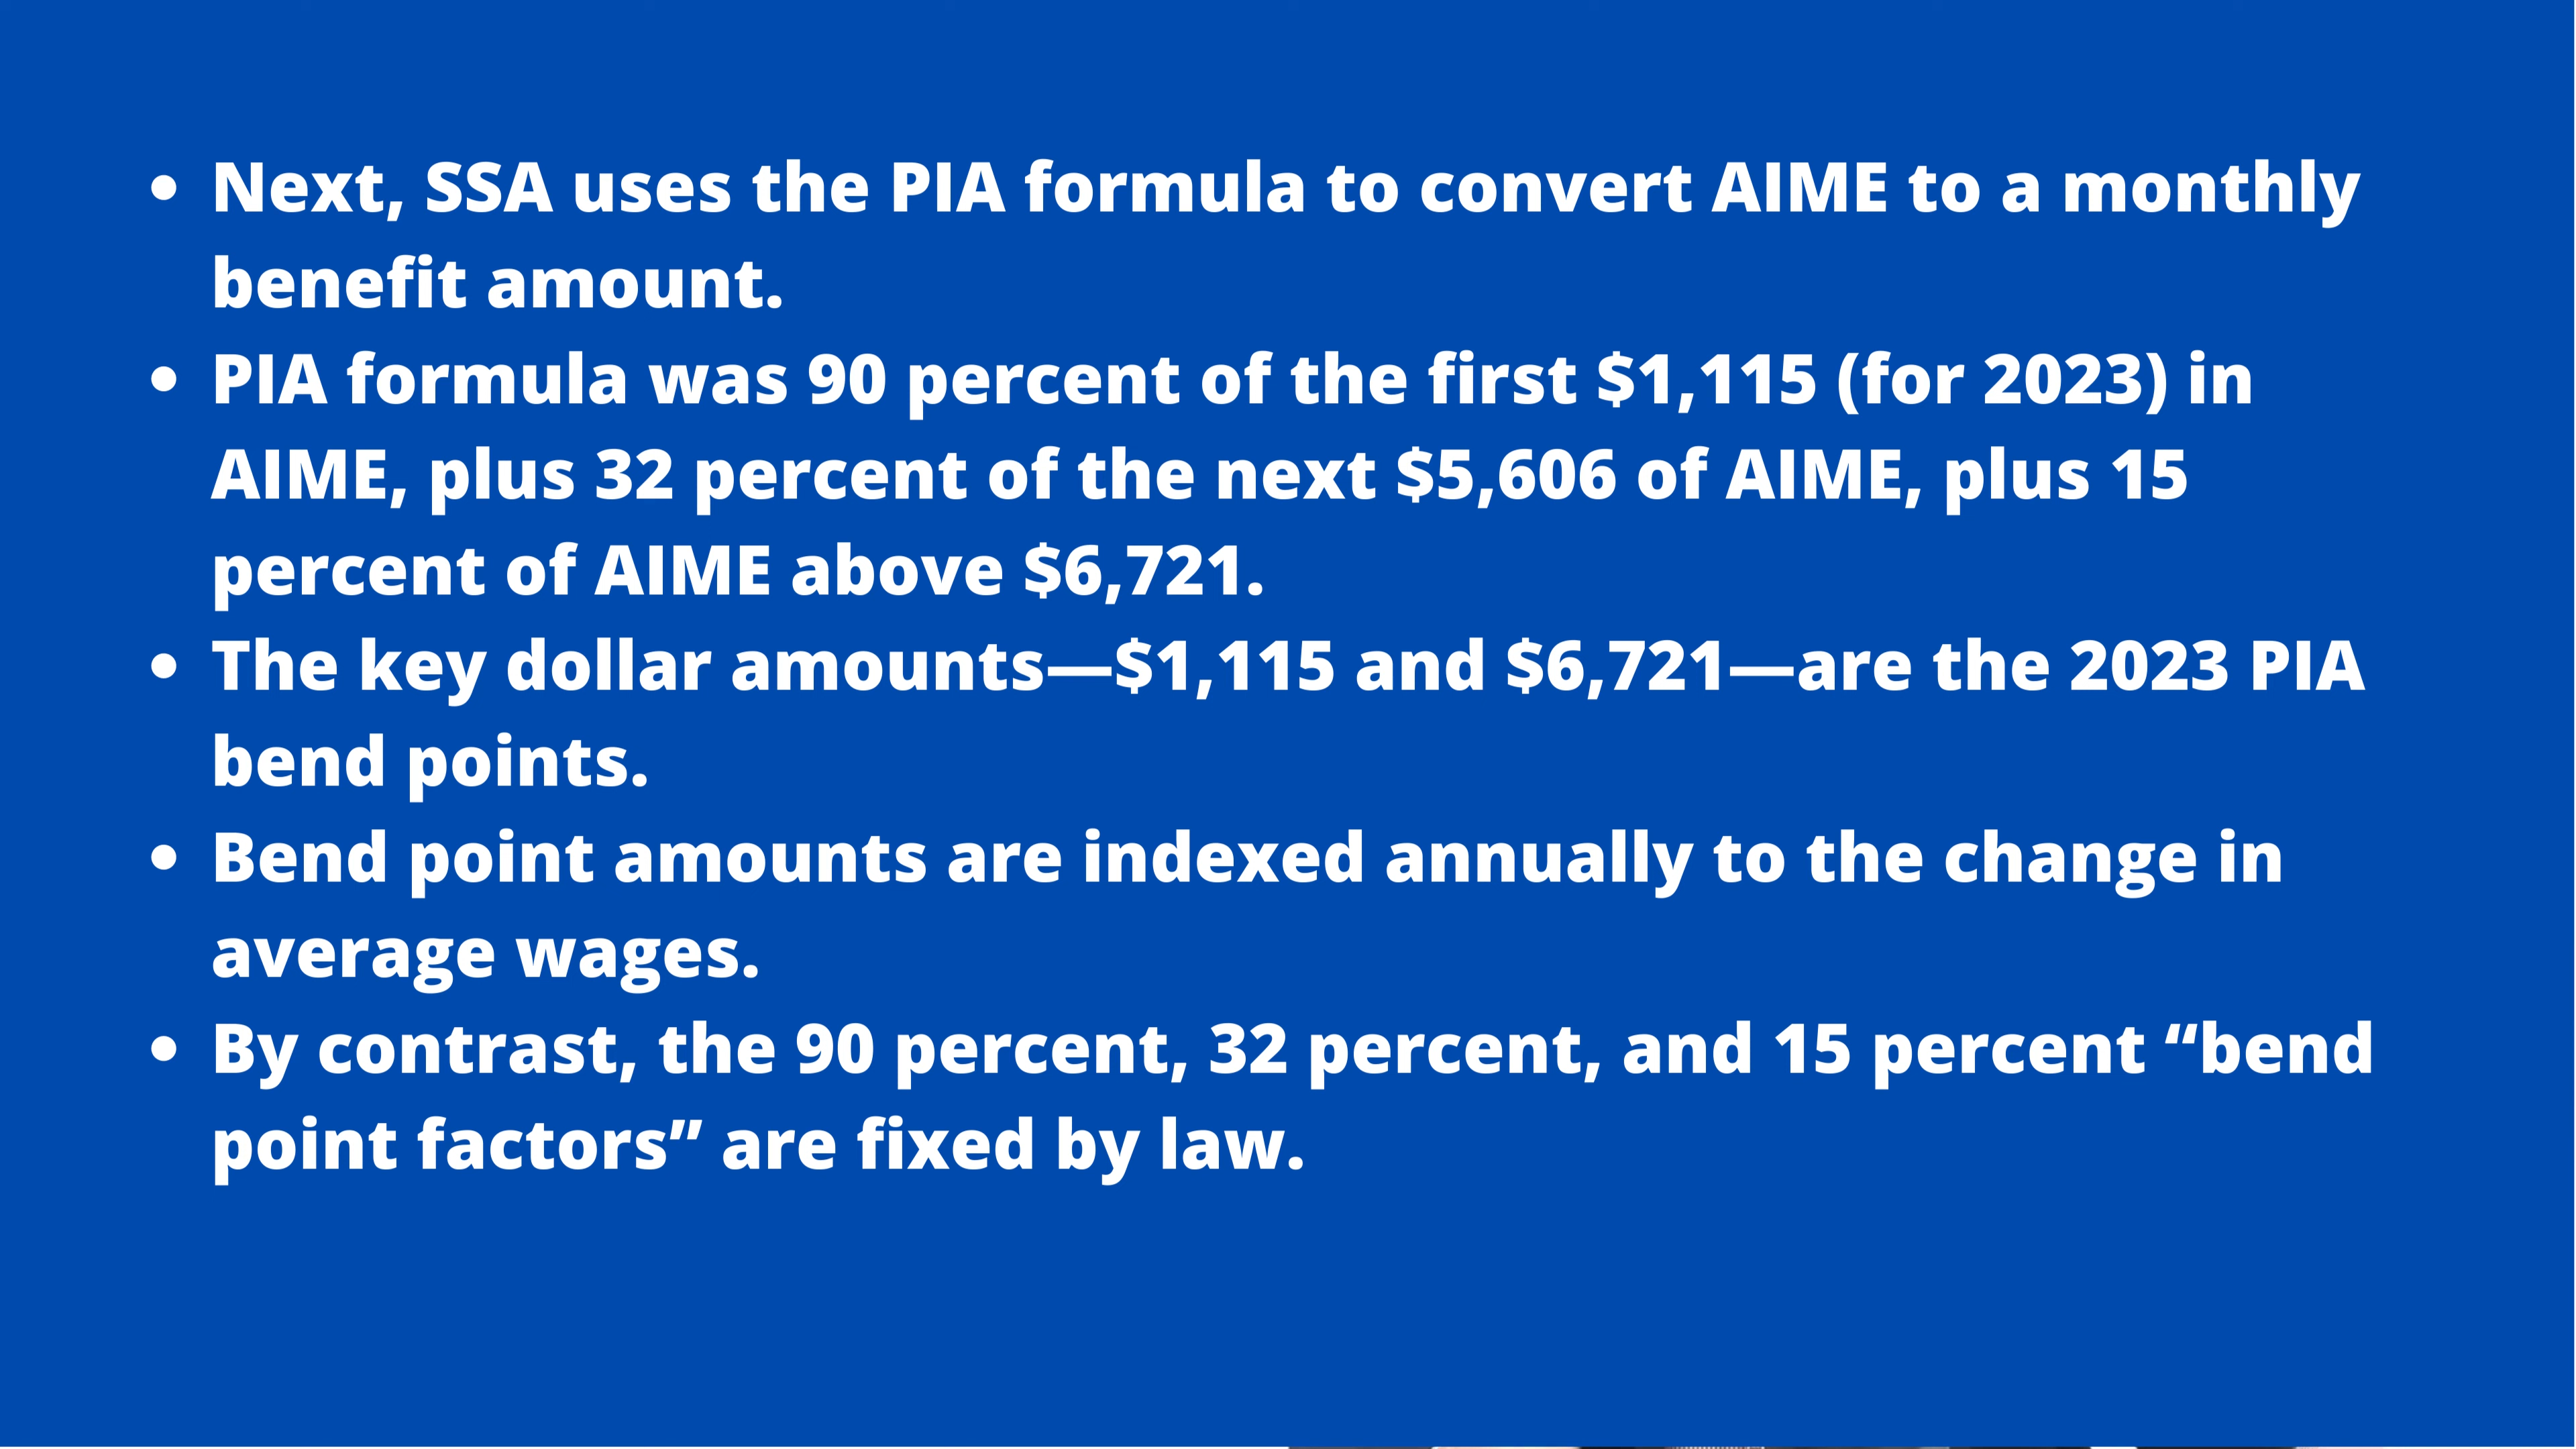 • Next, SSA uses the PIA formula to convert AIME to a monthly
benefit amount.
• PIA formula was 90 percent of the first $1,115 (for 2023) in
AIME, plus 32 percent of the next $5,606 of AIME, plus 15
percent of AIME above $6,721.
• The key dollar amounts—$1,115 and $6,721—are the 2023 PIA
bend points.
• Bend point amounts are indexed annually to the change in
average wages.
• By contrast, the 90 percent, 32 percent, and 15 percent “bend
point factors” are fixed by law.